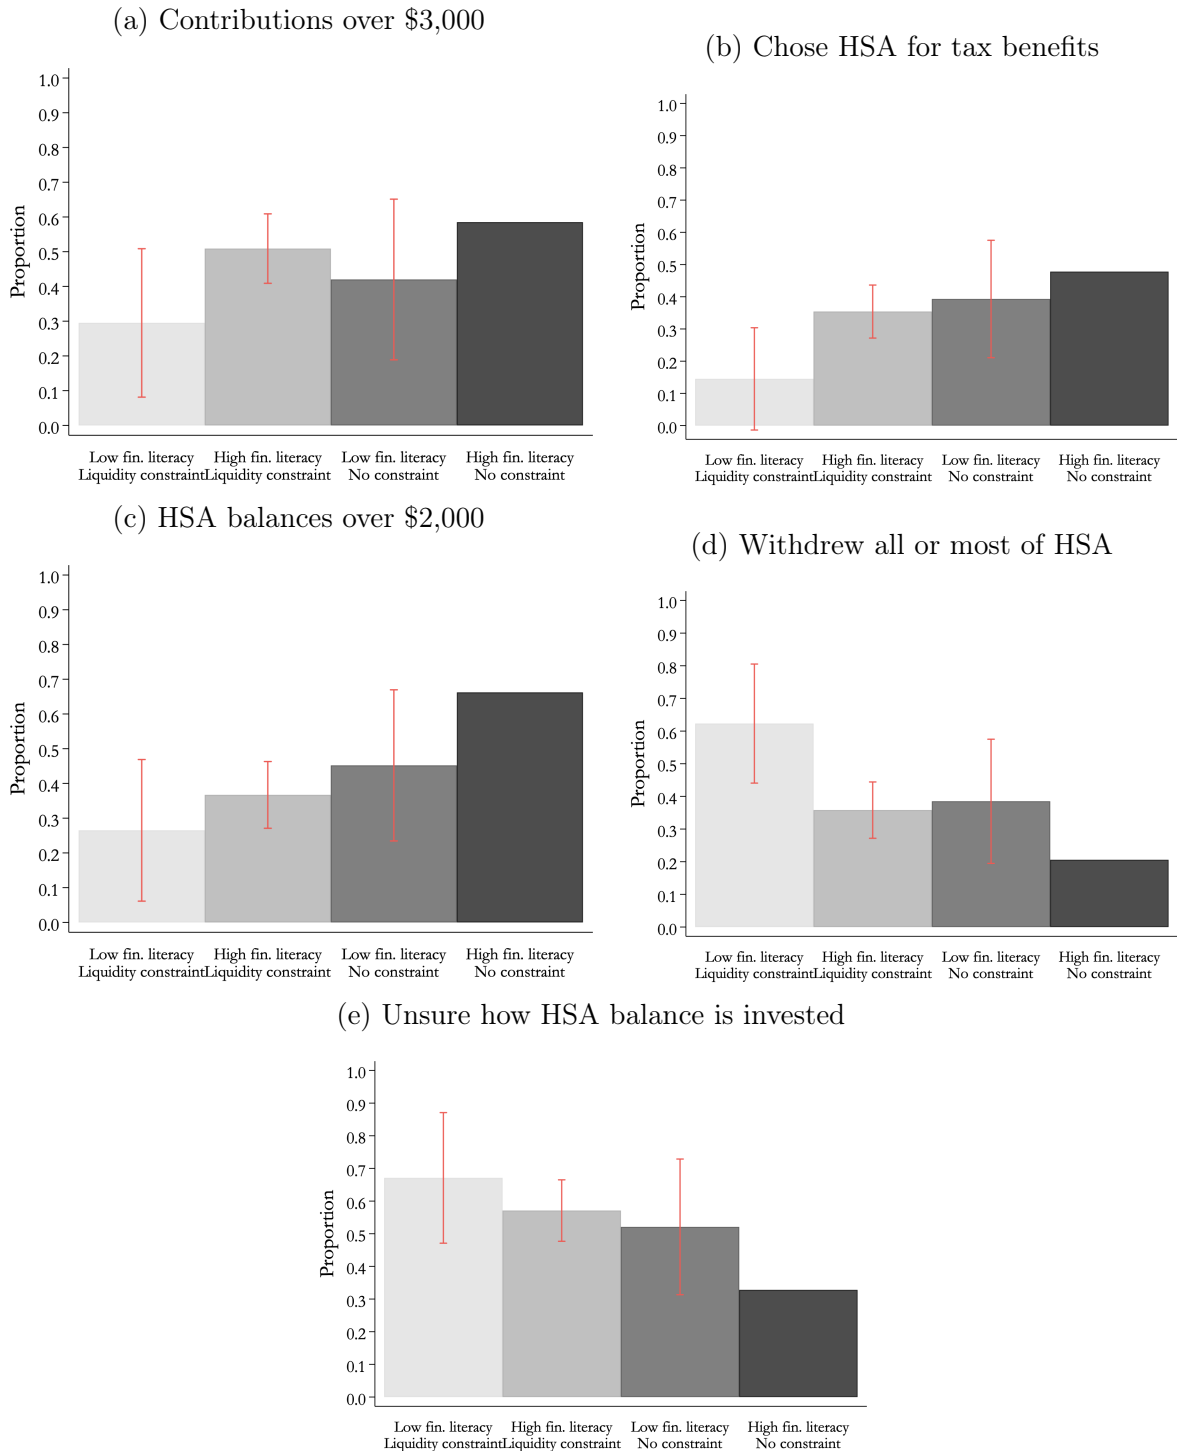 (a) Contributions over $3,000
1.0
0.9
0.8
0.7
0.6
0.5
0.4
0.3
0.2
0.1
0.0
Proportion
Low fin. literacy
Liquidity constraint
High fin. literacy
Liquidity constraint
Low fin. literacy
No constraint
High fin. literacy
No constraint
(b) Chose HSA for tax benefits
1.0
0.9
0.8
0.7
0.6
0.5
0.4
0.3
0.2
0.1
0.0
Proportion
Low fin. literacy
Liquidity constraint
High fin. literacy
Liquidity constraint
Low fin. literacy
No constraint
High fin. literacy
No constraint
(c) HSA balances over $2,000
1.0
0.9
0.8
0.7
0.6
0.5
0.4
0.3
0.2
0.1
0.0
Proportion
Low fin. literacy
Liquidity constraint
High fin. literacy
Liquidity constraint
Low fin. literacy
No constraint
High fin. literacy
No constraint
(d) Withdrew all or most of HSA
1.0
0.9
0.8
0.7
0.6
0.5
0.4
0.3
0.2
0.1
0.0
Proportion
Low fin. literacy
Liquidity constraint
High fin. literacy
Liquidity constraint
Low fin. literacy
No constraint
High fin. literacy
No constraint
(e) Unsure how HSA balance is invested
1.0
0.9
0.8
0.7
0.6
0.5
0.4
0.3
0.2
0.1
0.0
Proportion
Low fin. literacy
Liquidity constraint
High fin. literacy
Liquidity constraint
Low fin. literacy
No constraint
High fin. literacy
No constraint